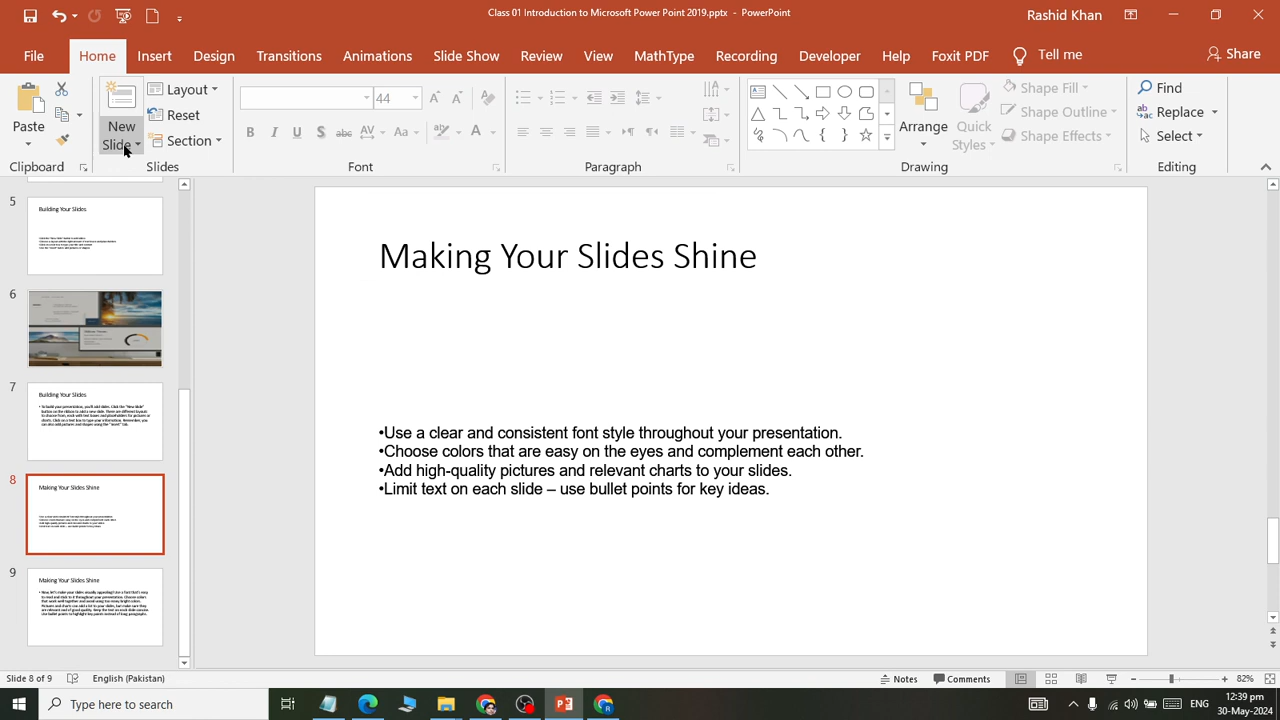 Class 01 Introduction to Microsoft Power Point 2019.pptx - PowerPoint
Rashid Khan
File Home Insert Design Transitions Animations Slide Show Review View MathType Recording Developer Help Foxit PDF Tell me Share
Paste
New Slide
Layout
Reset
Section
44
Shape Fill
Shape Outline
Shape Effects
Arrange
Quick Styles
Find
Replace
Select
Clipboard Slides Font Paragraph Drawing Editing
5
Building Your Slides
6
7
Building Your Slides
8
Making Your Slides Shine
9
Making Your Slides Shine
Making Your Slides Shine
•Use a clear and consistent font style throughout your presentation.
•Choose colors that are easy on the eyes and complement each other.
•Add high-quality pictures and relevant charts to your slides.
•Limit text on each slide – use bullet points for key ideas.
Slide 8 of 9 English (Pakistan) Notes Comments 82%
Type here to search
ENG
12:39 pm
30-May-2024